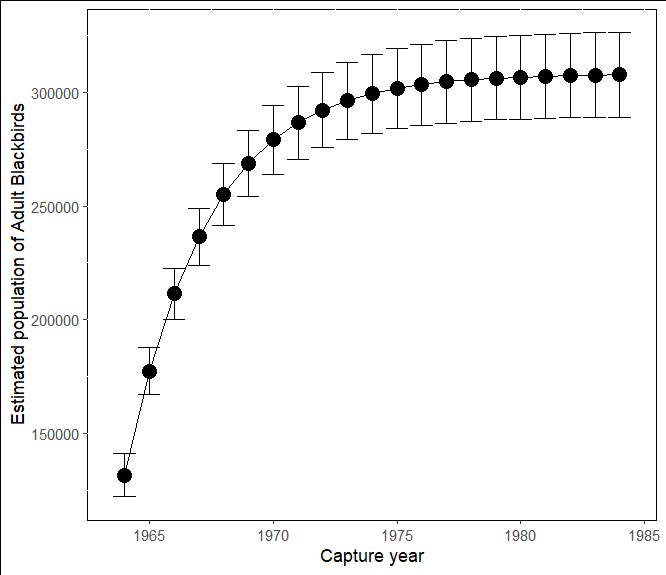 Estimated population of Adult Blackbirds
300000
250000
200000
150000
1965 1970 1975 1980 1985
Capture year